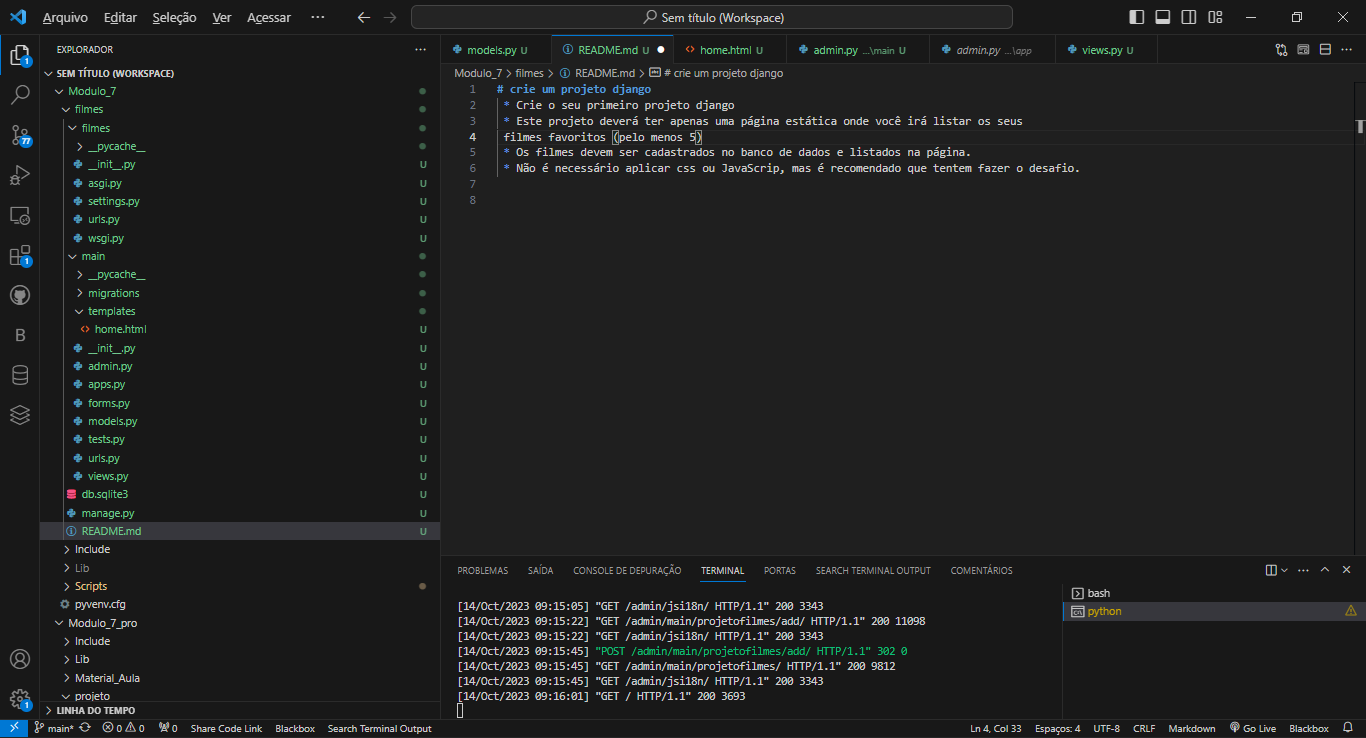 Arquivo Editar Seleção Ver Acessar ··· Sem título (Workspace)
EXPLORADOR ···
SEM TÍTULO (WORKSPACE)
Modulo_7
filmes
filmes
__pycache__
__init__.py U
asgi.py U
settings.py U
urls.py U
wsgi.py U
main
__pycache__
migrations
templates
home.html U
__init__.py U
admin.py U
apps.py U
forms.py U
models.py U
tests.py U
urls.py U
views.py U
db.sqlite3 U
manage.py U
README.md U
Include
Lib
Scripts
pyvenv.cfg
Modulo_7_pro
Include
Lib
Material_Aula
projeto
LINHA DO TEMPO
1
77
1
B
1
models.py U README.md U home.html U admin.py ...\main U admin.py ...\app views.py U
Modulo_7 > filmes > README.md > # crie um projeto django
1 # crie um projeto django
2 * Crie o seu primeiro projeto django
3 * Este projeto deverá ter apenas uma página estática onde você irá listar os seus
4 filmes favoritos (pelo menos 5)
5 * Os filmes devem ser cadastrados no banco de dados e listados na página.
6 * Não é necessário aplicar css ou JavaScrip, mas é recomendado que tentem fazer o desafio.
7
8
PROBLEMAS SAÍDA CONSOLE DE DEPURAÇÃO TERMINAL PORTAS SEARCH TERMINAL OUTPUT COMENTÁRIOS
[14/Oct/2023 09:15:05] "GET /admin/jsi18n/ HTTP/1.1" 200 3343
[14/Oct/2023 09:15:22] "GET /admin/main/projetofilmes/add/ HTTP/1.1" 200 11098
[14/Oct/2023 09:15:22] "GET /admin/jsi18n/ HTTP/1.1" 200 3343
[14/Oct/2023 09:15:45] "POST /admin/main/projetofilmes/add/ HTTP/1.1" 302 0
[14/Oct/2023 09:15:45] "GET /admin/main/projetofilmes/ HTTP/1.1" 200 9812
[14/Oct/2023 09:15:45] "GET /admin/jsi18n/ HTTP/1.1" 200 3343
[14/Oct/2023 09:16:01] "GET / HTTP/1.1" 200 3693
bash
python
main* 0 0 0 Share Code Link Blackbox Search Terminal Output Ln 4, Col 33 Espaços: 4 UTF-8 CRLF Markdown Go Live Blackbox